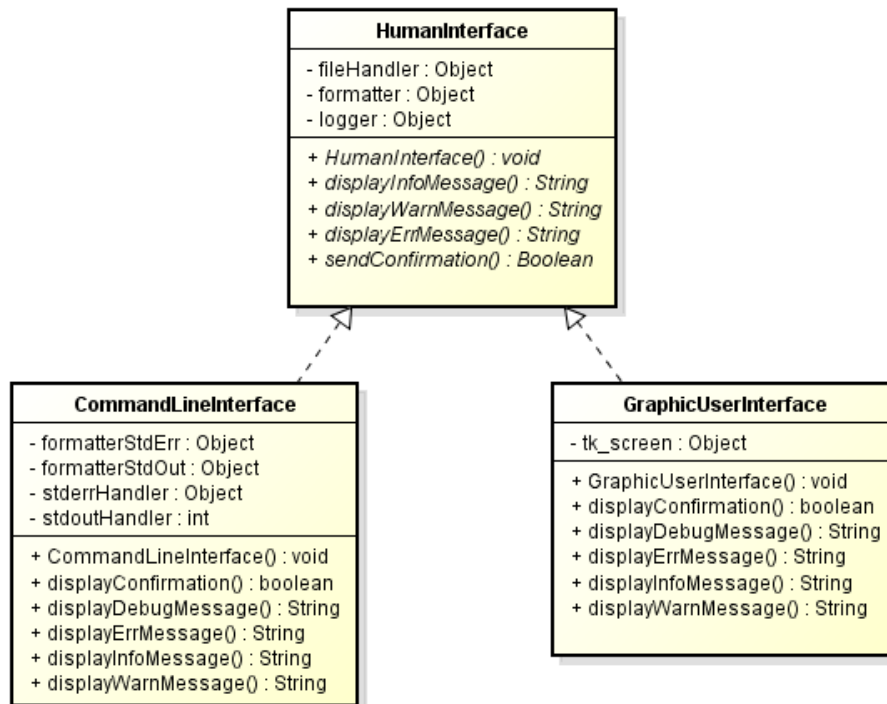 HumanInterface
- fileHandler : Object
- formatter : Object
- logger : Object
+ HumanInterface() : void
+ displayInfoMessage() : String
+ displayWarnMessage() : String
+ displayErrMessage() : String
+ sendConfirmation() : Boolean
CommandLineInterface
- formatterStdErr : Object
- formatterStdOut : Object
- stderrHandler : Object
- stdoutHandler : int
+ CommandLineInterface() : void
+ displayConfirmation() : boolean
+ displayDebugMessage() : String
+ displayErrMessage() : String
+ displayInfoMessage() : String
+ displayWarnMessage() : String
GraphicUserInterface
- tk_screen : Object
+ GraphicUserInterface() : void
+ displayConfirmation() : boolean
+ displayDebugMessage() : String
+ displayErrMessage() : String
+ displayInfoMessage() : String
+ displayWarnMessage() : String